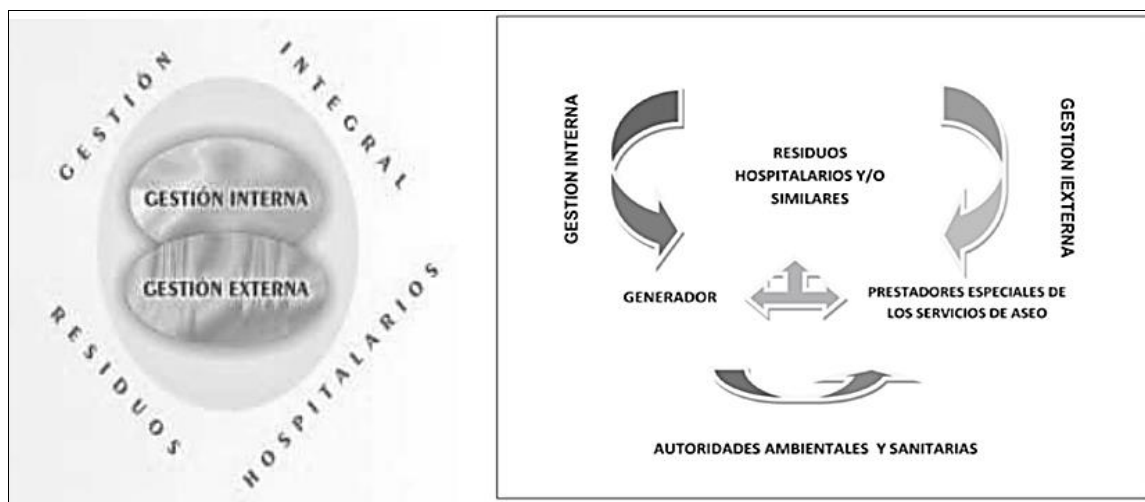 GESTIÓN
INTEGRAL
GESTIÓN INTERNA
GESTIÓN EXTERNA
RESIDUOS
HOSPITALARIOS
GESTION INTERNA
RESIDUOS
HOSPITALARIOS Y/O
SIMILARES
GESTION IEXTERNA
GENERADOR
PRESTADORES ESPECIALES DE
LOS SERVICIOS DE ASEO
AUTORIDADES AMBIENTALES Y SANITARIAS